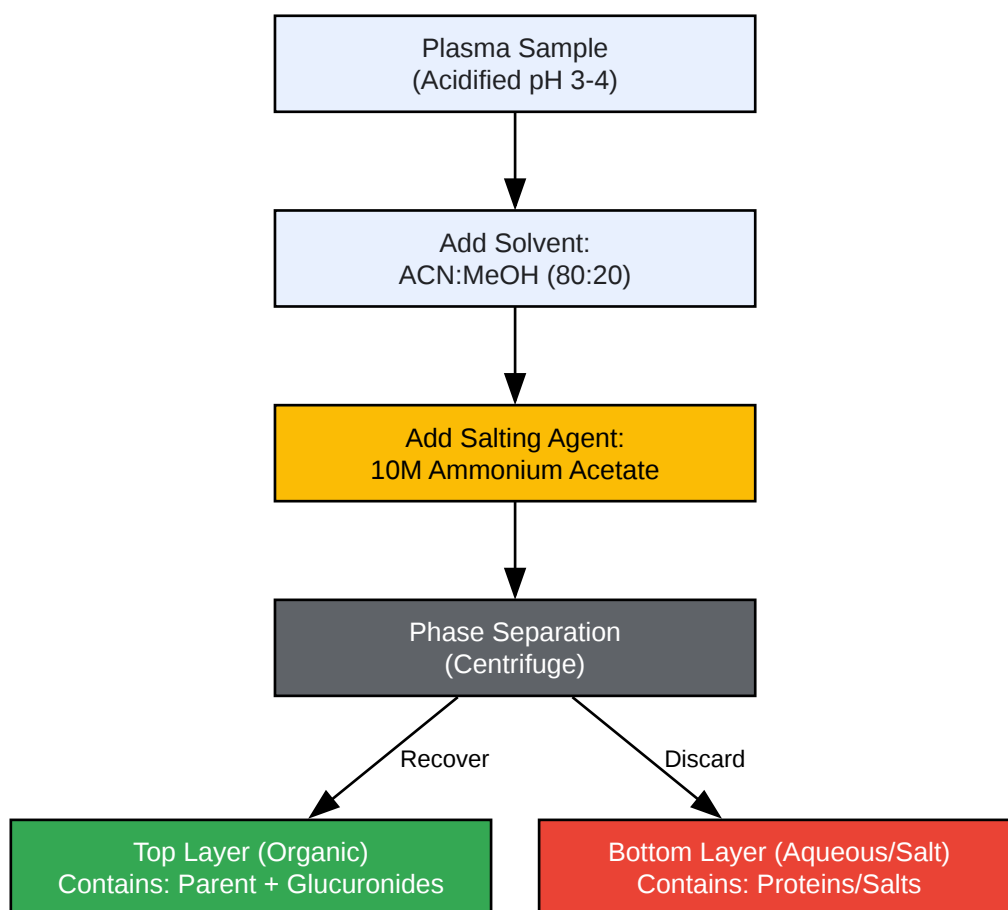 Plasma Sample
(Acidified pH 3-4)
Add Solvent:
ACN:MeOH (80:20)
Add Salting Agent:
10M Ammonium Acetate
Phase Separation
(Centrifuge)
Recover
Discard
Top Layer (Organic)
Contains: Parent + Glucuronides
Bottom Layer (Aqueous/Salt)
Contains: Proteins/Salts